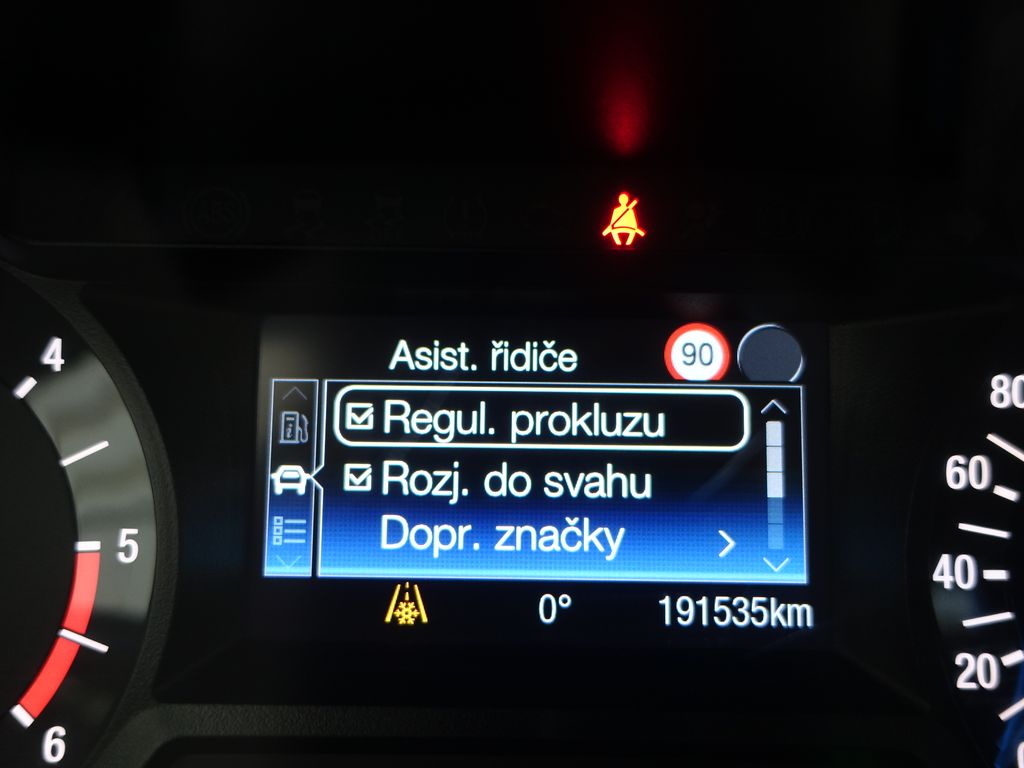 Asist. řidiče
90
Regul. prokluzu
Rozj. do svahu
Dopr. značky
0° 191535km
4
5
6
80
60
40
20